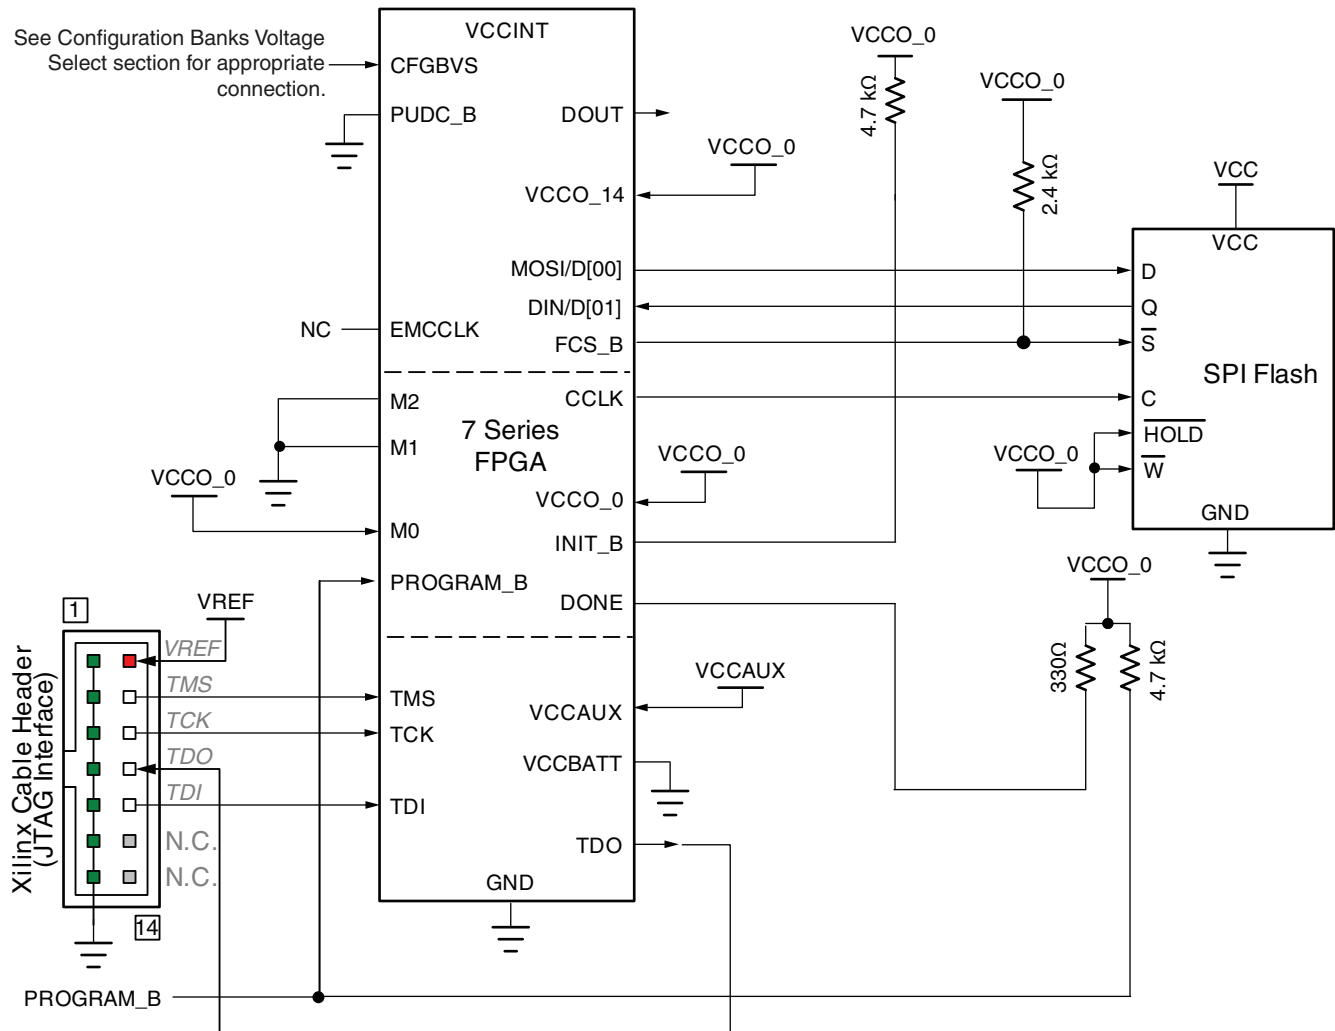 See Configuration Banks Voltage
Select section for appropriate
connection.
VCCINT
CFGBVS
PUDC_B
DOUT
VCCO_0
VCCO_14
VCCO_0
4.7 kΩ
VCCO_0
2.4 kΩ
VCC
VCC
MOSI/D[00]
D
DIN/D[01]
Q
NC
EMCCLK
FCS_B
S
SPI Flash
M2
CCLK
C
7 Series
FPGA
M1
HOLD
VCCO_0
VCCO_0
VCCO_0
W
VCCO_0
GND
M0
INIT_B
PROGRAM_B
DONE
VCCO_0
330Ω
4.7 kΩ
1
VREF
Xilinx Cable Header
(JTAG Interface)
VREF
TMS
TMS
VCCAUX
VCCAUX
TCK
TCK
TDO
VCCBATT
TDI
TDI
N.C.
TDO
N.C.
GND
14
PROGRAM_B